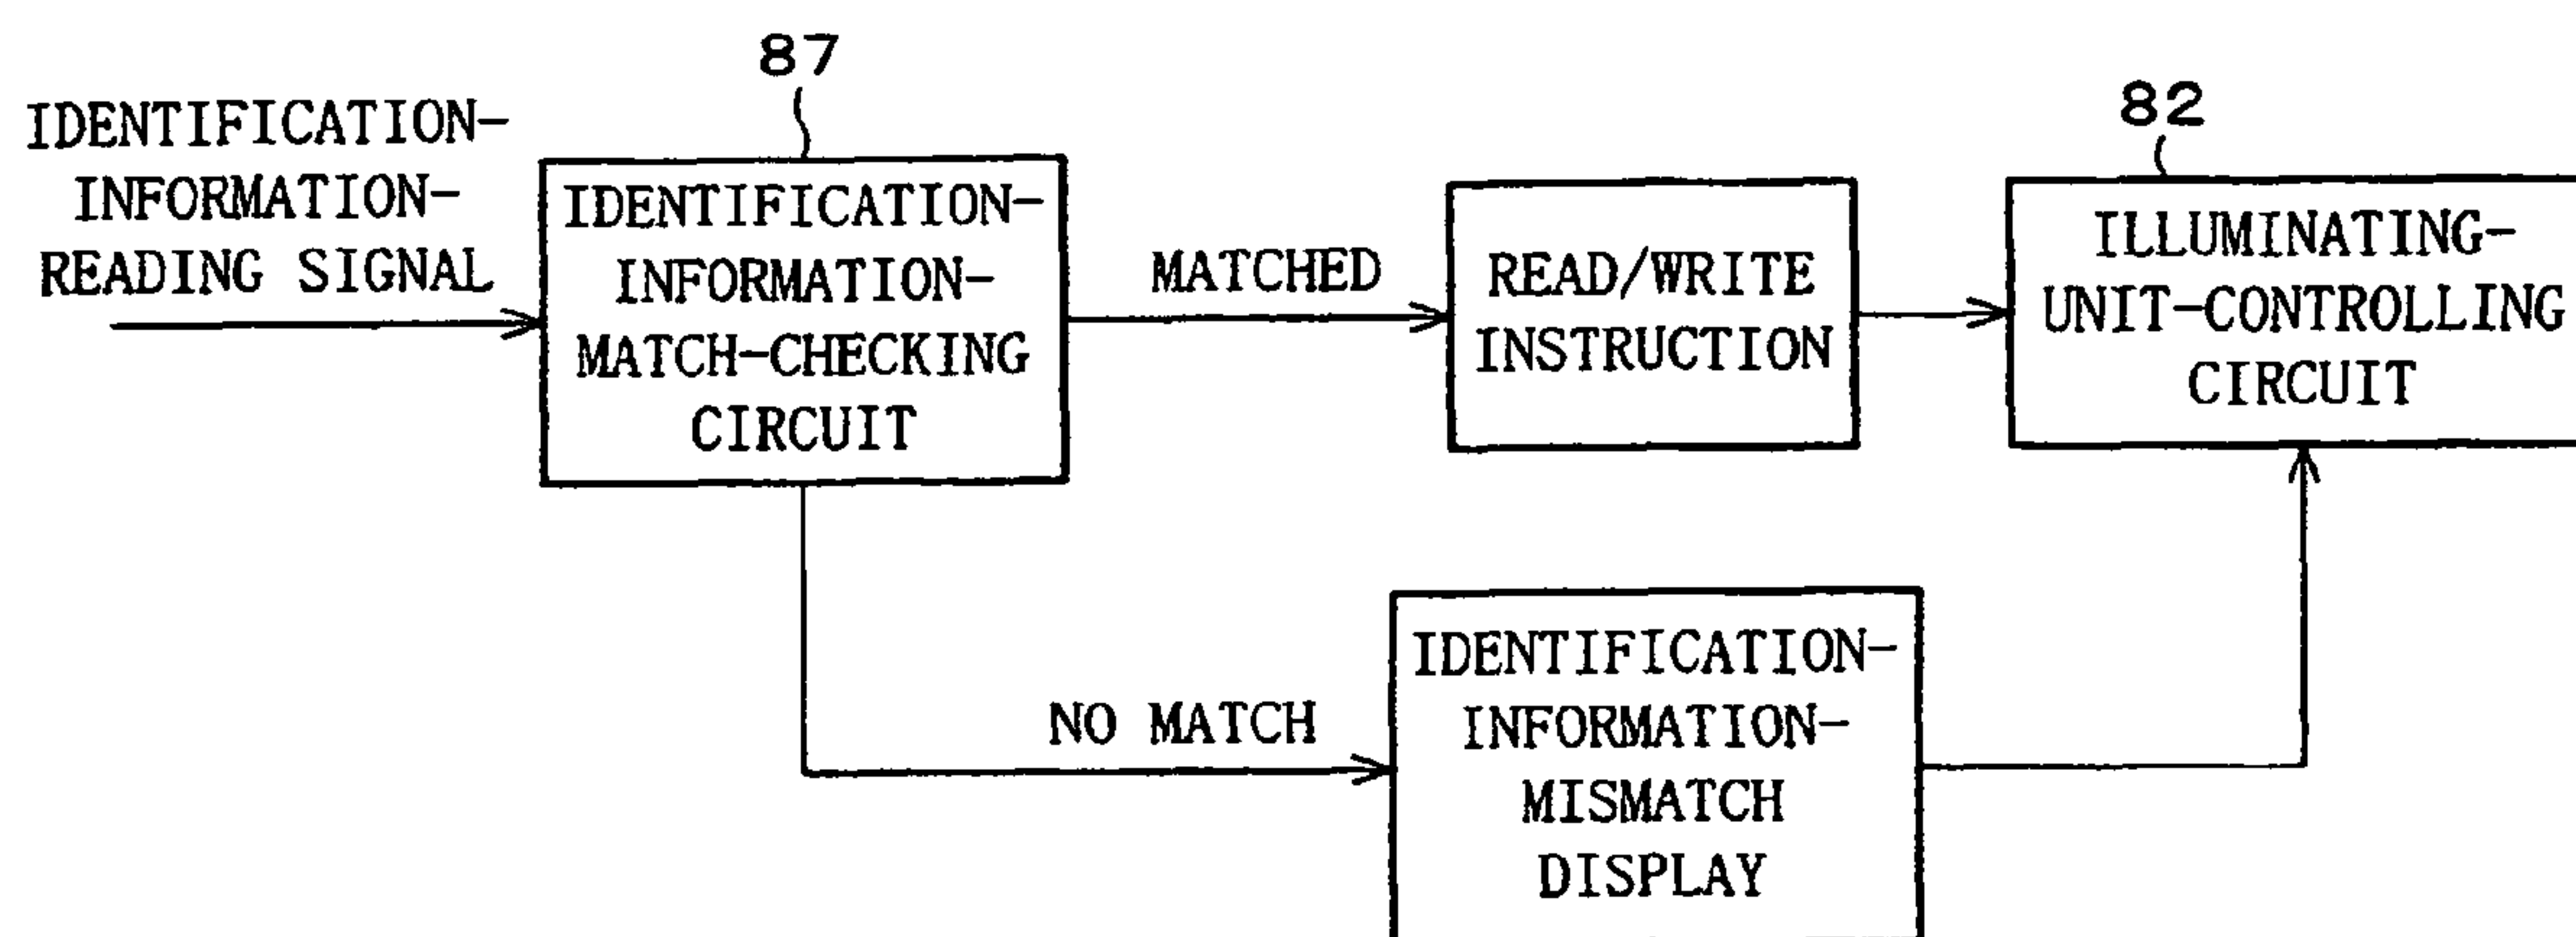 87
IDENTIFICATION-
INFORMATION-
READING SIGNAL
IDENTIFICATION-
INFORMATION-
MATCH-CHECKING
CIRCUIT
MATCHED
READ/WRITE
INSTRUCTION
82
ILLUMINATING-
UNIT-CONTROLLING
CIRCUIT
NO MATCH
IDENTIFICATION-
INFORMATION-
MISMATCH
DISPLAY